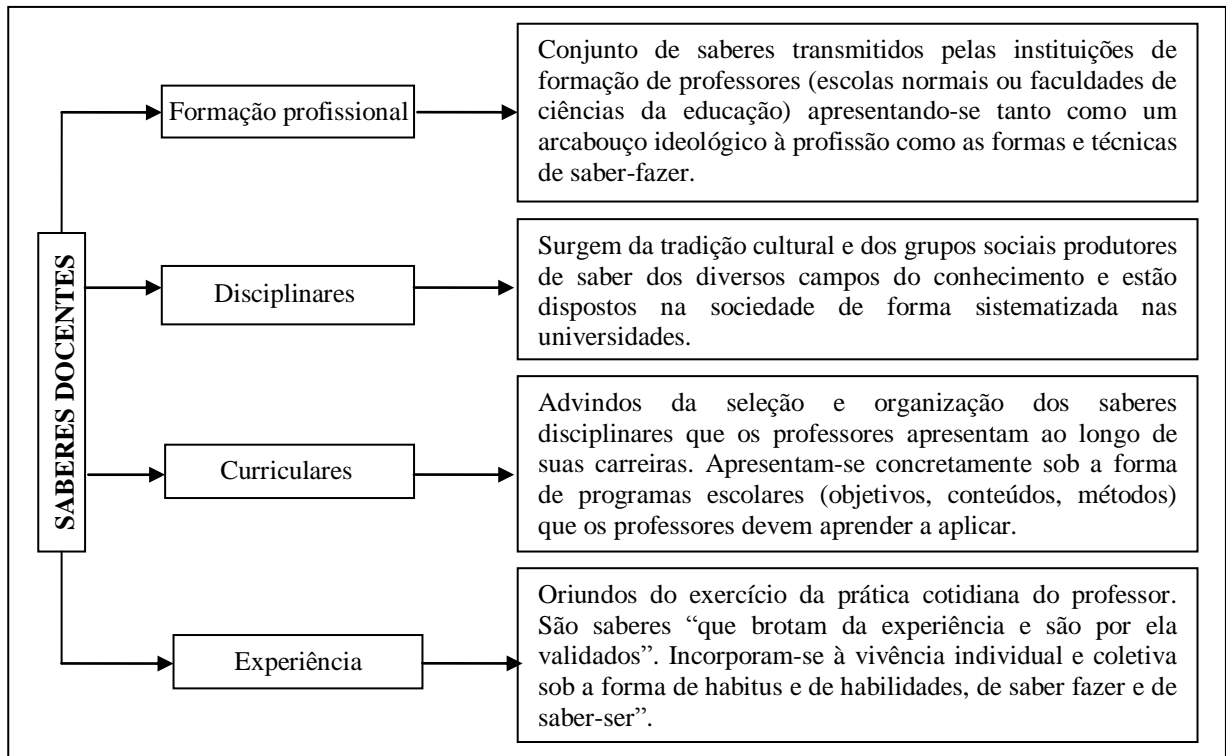 SABERES DOCENTES
Formação profissional
Conjunto de saberes transmitidos pelas instituições de
formação de professores (escolas normais ou faculdades de
ciências da educação) apresentando-se tanto como um
arcabouço ideológico à profissão como as formas e técnicas
de saber-fazer.
Disciplinares
Surgem da tradição cultural e dos grupos sociais produtores
de saber dos diversos campos do conhecimento e estão
dispostos na sociedade de forma sistematizada nas
universidades.
Curriculares
Advindos da seleção e organização dos saberes
disciplinares que os professores apresentam ao longo de
suas carreiras. Apresentam-se concretamente sob a forma
de programas escolares (objetivos, conteúdos, métodos)
que os professores devem aprender a aplicar.
Experiência
Oriundos do exercício da prática cotidiana do professor.
São saberes “que brotam da experiência e são por ela
validados”. Incorporam-se à vivência individual e coletiva
sob a forma de habitus e de habilidades, de saber fazer e de
saber-ser”.